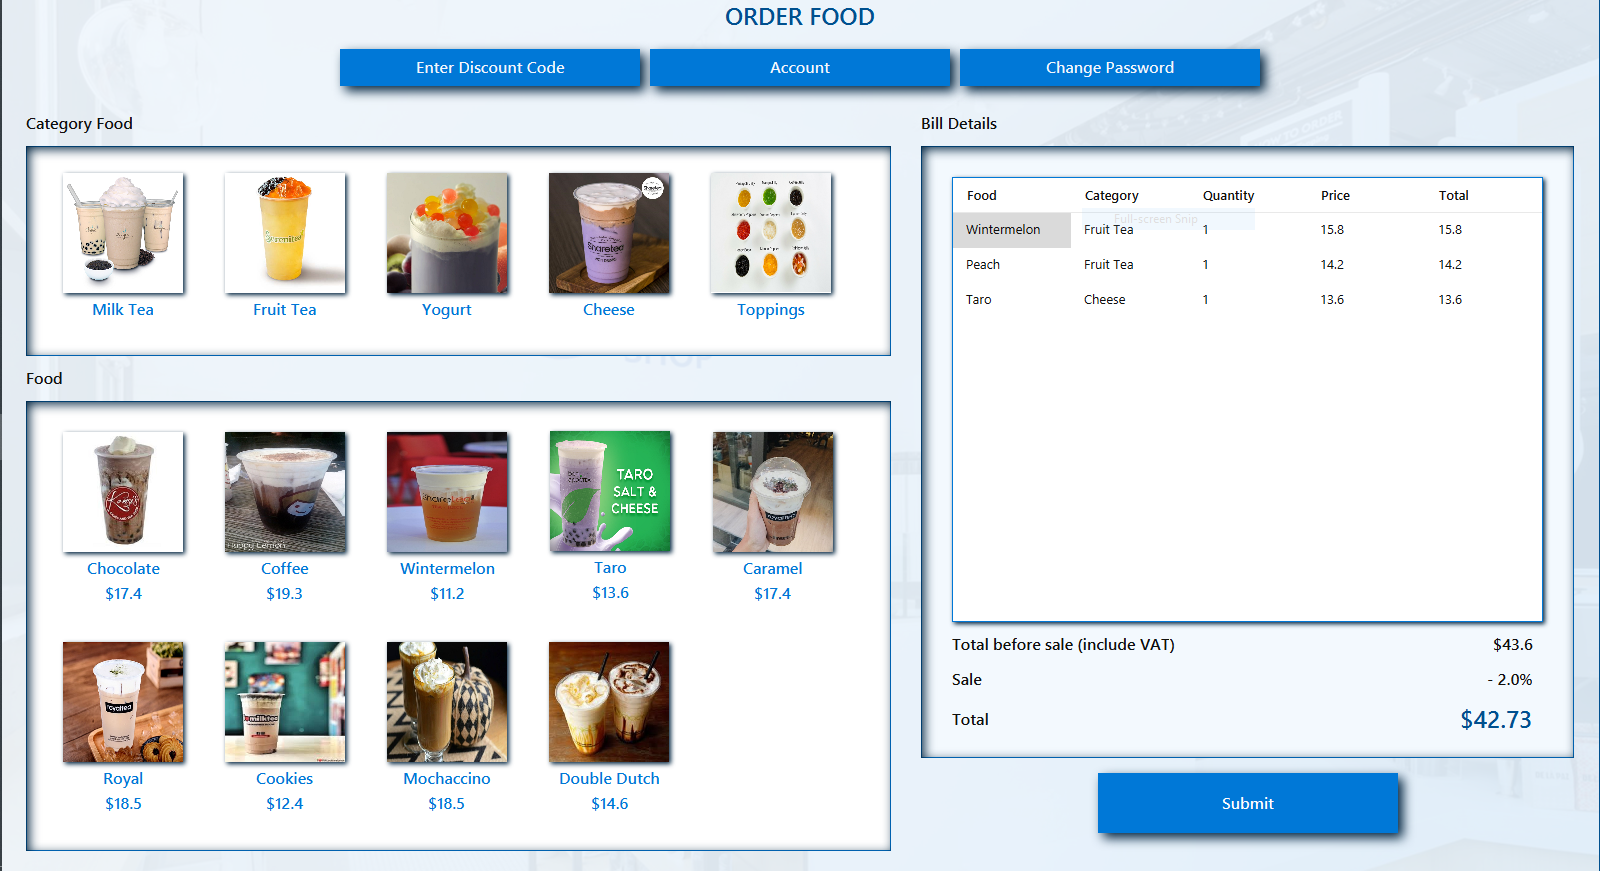 ORDER FOOD
Enter Discount Code
Account
Change Password
Category Food
Milk Tea
Fruit Tea
Yogurt
Cheese
Toppings
Food
TARO
SALT &
CHEESE
Chocolate
$17.4
Coffee
$19.3
Wintermelon
$11.2
Taro
$13.6
Caramel
$17.4
Royal
$18.5
Cookies
$12.4
Mochaccino
$18.5
Double Dutch
$14.6
Bill Details
Food Category Quantity Price Total
Full-screen Snip
Wintermelon Fruit Tea 1 15.8 15.8
Peach Fruit Tea 1 14.2 14.2
Taro Cheese 1 13.6 13.6
Total before sale (include VAT) $43.6
Sale - 2.0%
Total $42.73
Submit